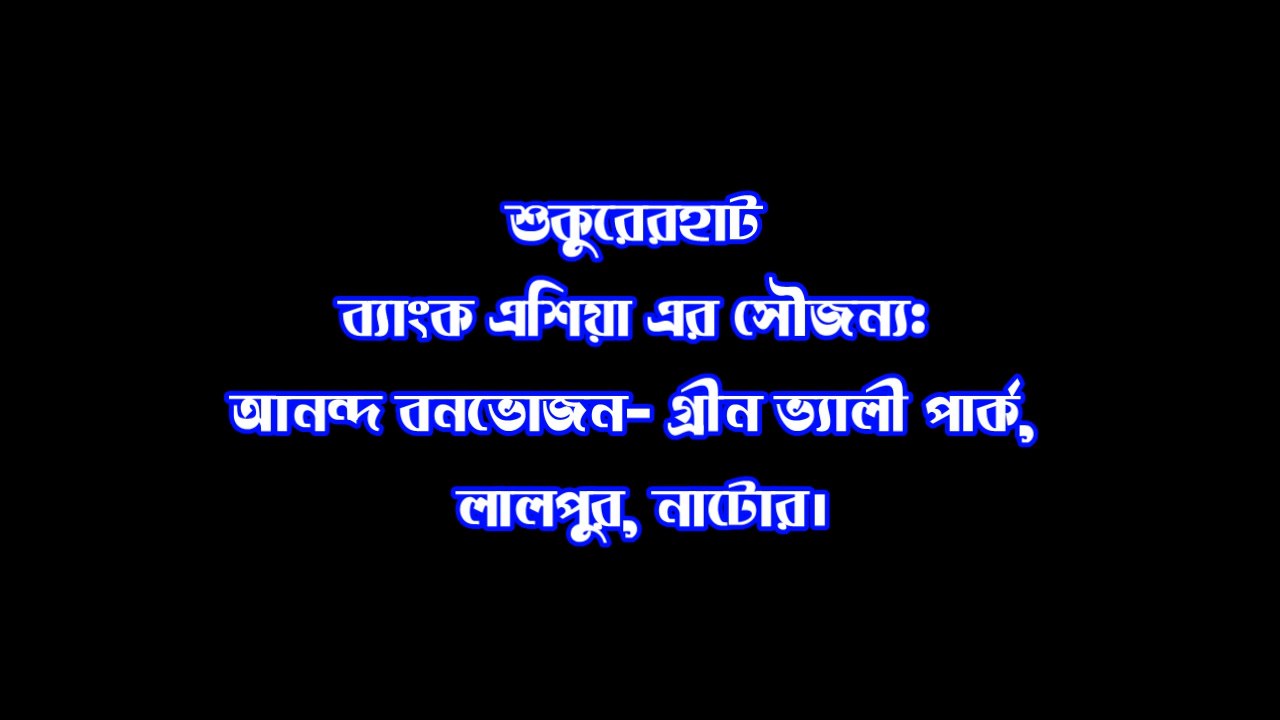 শুকুরেরহাট
ব্যাংক এশিয়া এর সৌজন্যঃ
আনন্দ বনভোজন- গ্রীন ভ্যালী পার্ক,
লালপুর, নাটোর।